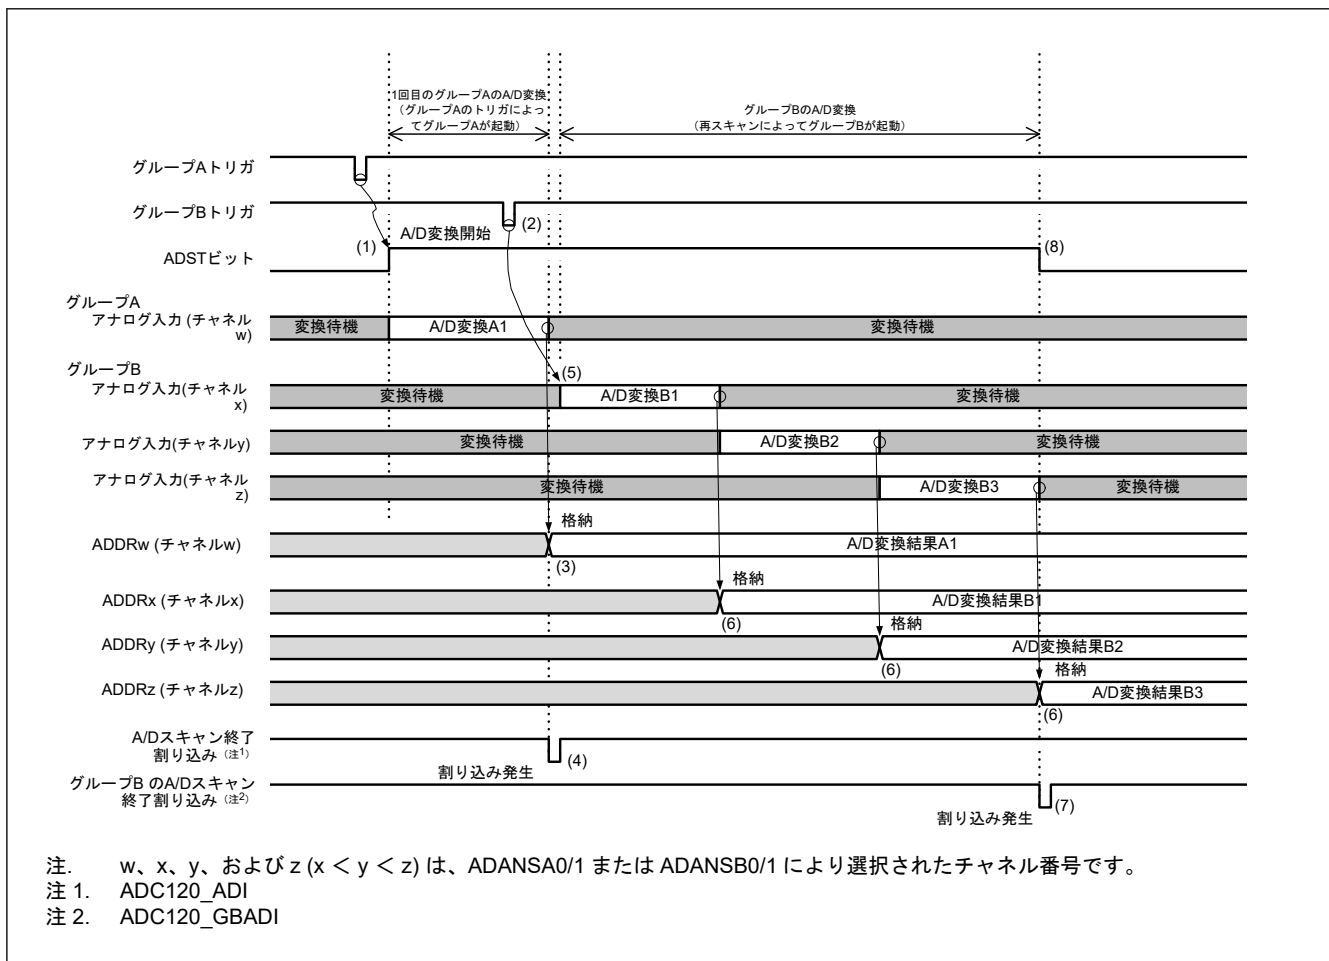 1回目のグループAのA/D変換
（グループAのトリガによっ
てグループAが起動）
グループBのA/D変換
（再スキャンによってグループBが起動）
グループAトリガ
グループBトリガ
(2)
A/D変換開始
(1)
(8)
ADSTビット
グループA
アナログ入力 (チャネル
w)
変換待機
A/D変換A1
変換待機
グループB
アナログ入力(チャネル
x)
(5)
変換待機
A/D変換B1
変換待機
アナログ入力(チャネルy)
変換待機
A/D変換B2
変換待機
アナログ入力(チャネル
z)
変換待機
A/D変換B3
変換待機
格納
ADDRw (チャネルw)
A/D変換結果A1
(3)
格納
ADDRx (チャネルx)
A/D変換結果B1
(6)
格納
ADDRy (チャネルy)
A/D変換結果B2
(6)
格納
ADDRz (チャネルz)
A/D変換結果B3
(6)
A/Dスキャン終了
割り込み（注1）
(4)
割り込み発生
グループB のA/Dスキャン
終了割り込み（注2）
(7)
割り込み発生
注. w、x、y、および z (x ＜ y ＜ z) は、ADANSA0/1 または ADANSB0/1 により選択されたチャネル番号です。
注 1. ADC120_ADI
注 2. ADC120_GBADI